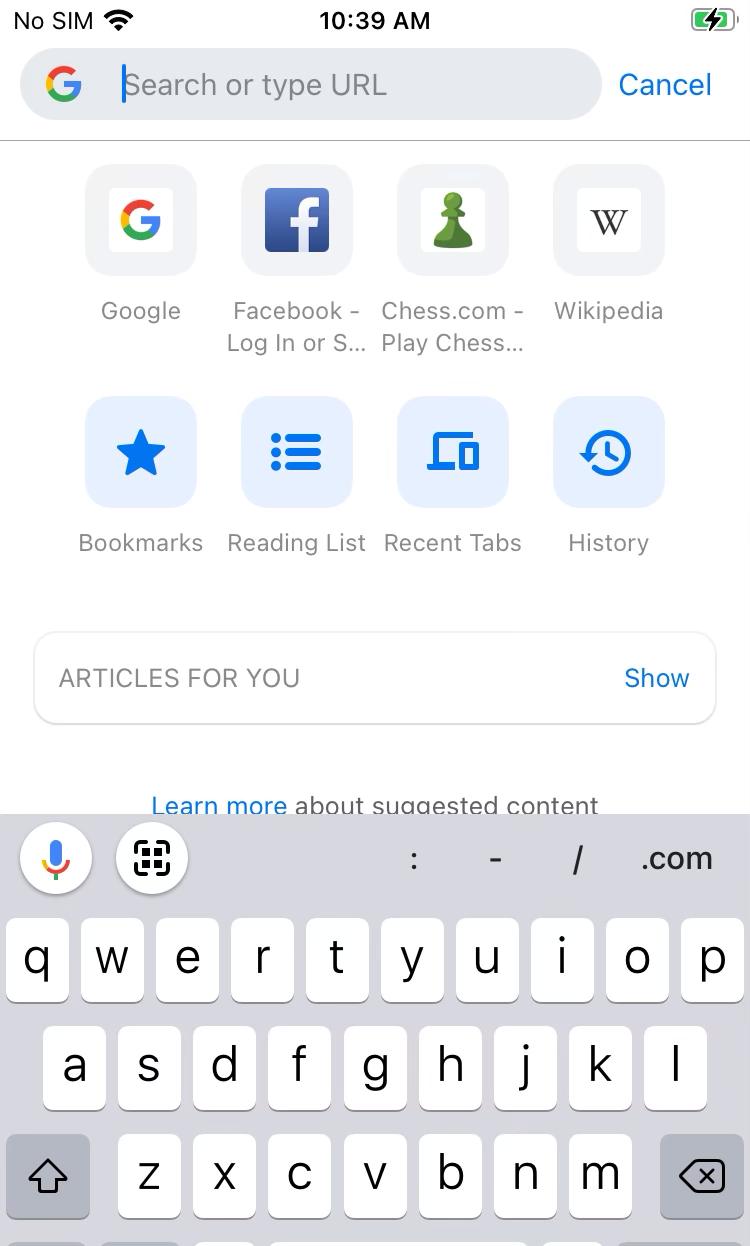 No SIM 10:39 AM
Search or type URL Cancel
Google Facebook - Chess.com - Wikipedia
Log In or S... Play Chess...
Bookmarks Reading List Recent Tabs History
ARTICLES FOR YOU Show
Learn more about suggested content
: - / .com
q w e r t y u i o p
a s d f g h j k l
z x c v b n m